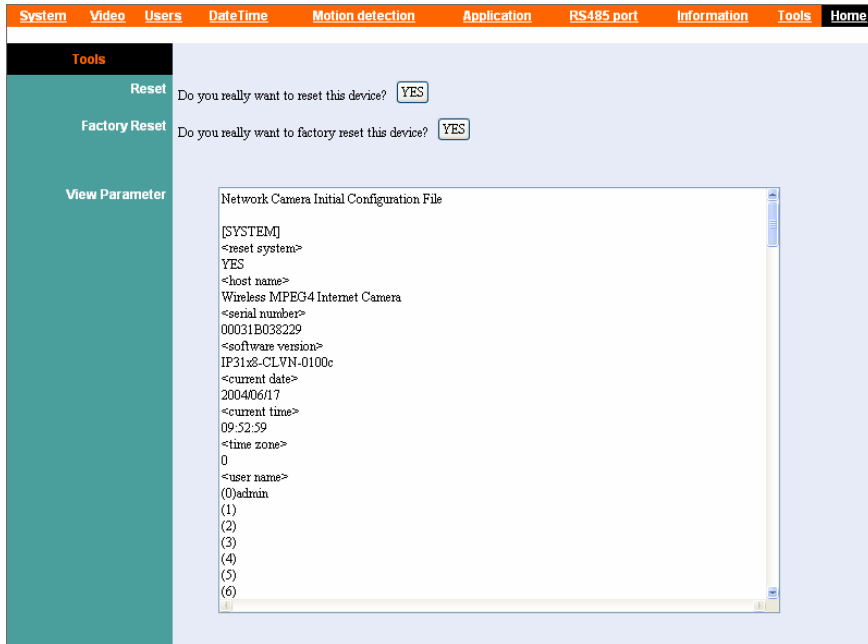 System Video Users DateTime Motion detection Application RS485 port Information Tools Home
Tools
Reset Do you really want to reset this device? YES
Factory Reset Do you really want to factory reset this device? YES
View Parameter
Network Camera Initial Configuration File
[SYSTEM]
<reset system>
YES
<host name>
Wireless MPEG4 Internet Camera
<serial number>
00031B038229
<software version>
IP31x8-CLVN-0100c
<current date>
2004/06/17
<current time>
09:52:59
<time zone>
0
<user name>
(0)admin
(1)
(2)
(3)
(4)
(5)
(6)